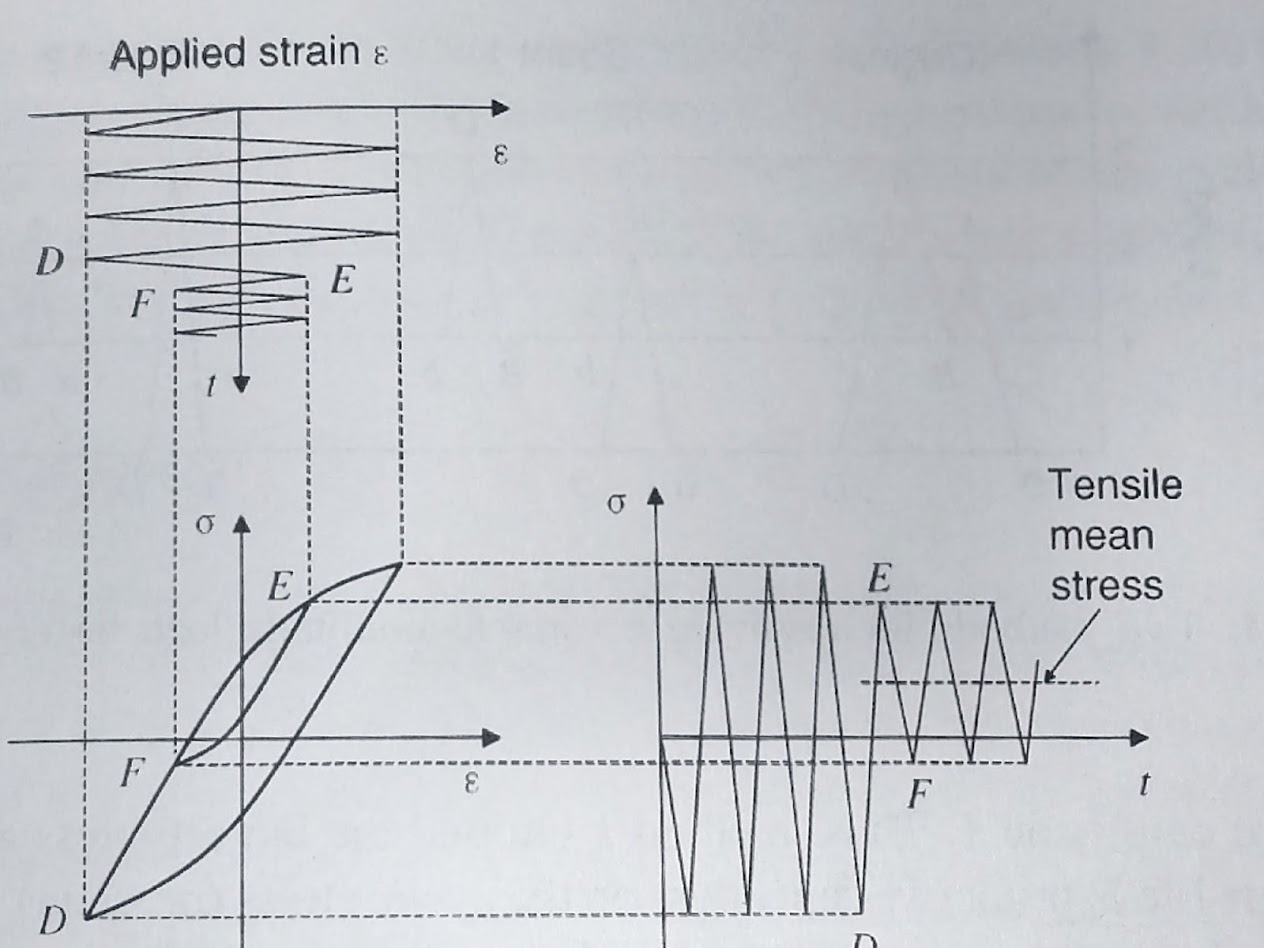 Applied strain ε
ε
D
E
F
t
σ
σ
Tensile
mean
stress
E
E
F
ε
F
t
D
D